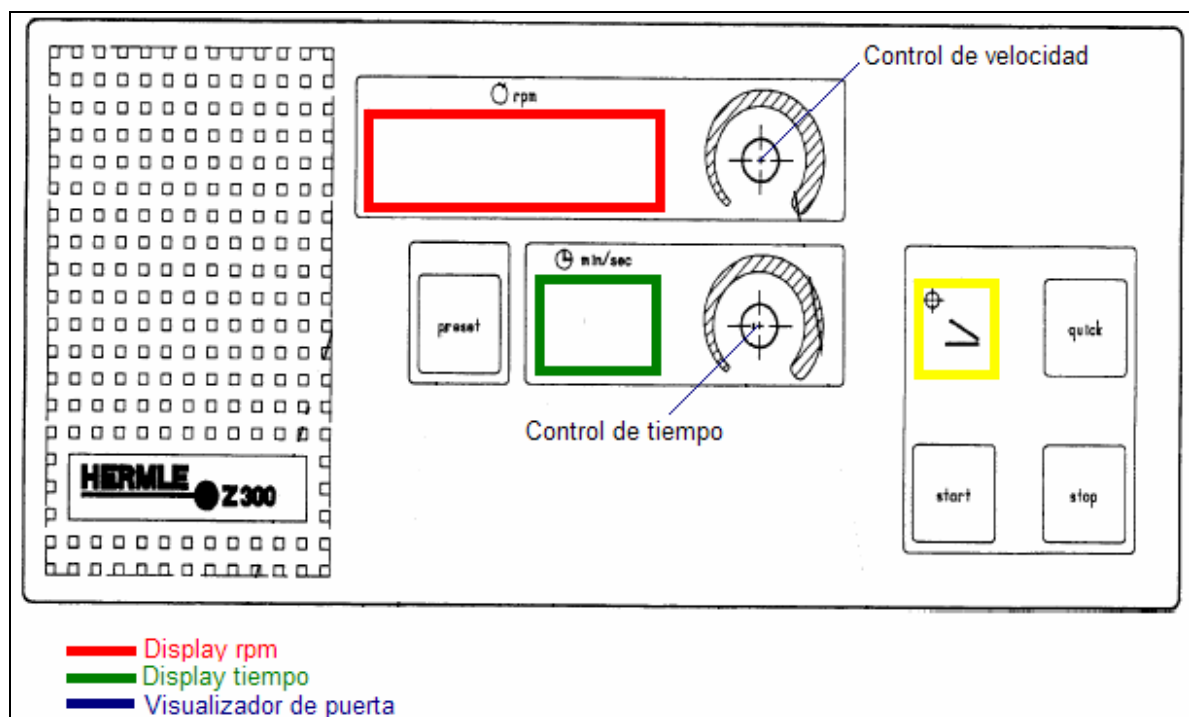 Control de velocidad
rpm
min/sec
preset
quick
Control de tiempo
HERMLE
Z300
start
stop
Display rpm
Display tiempo
Visualizador de puerta